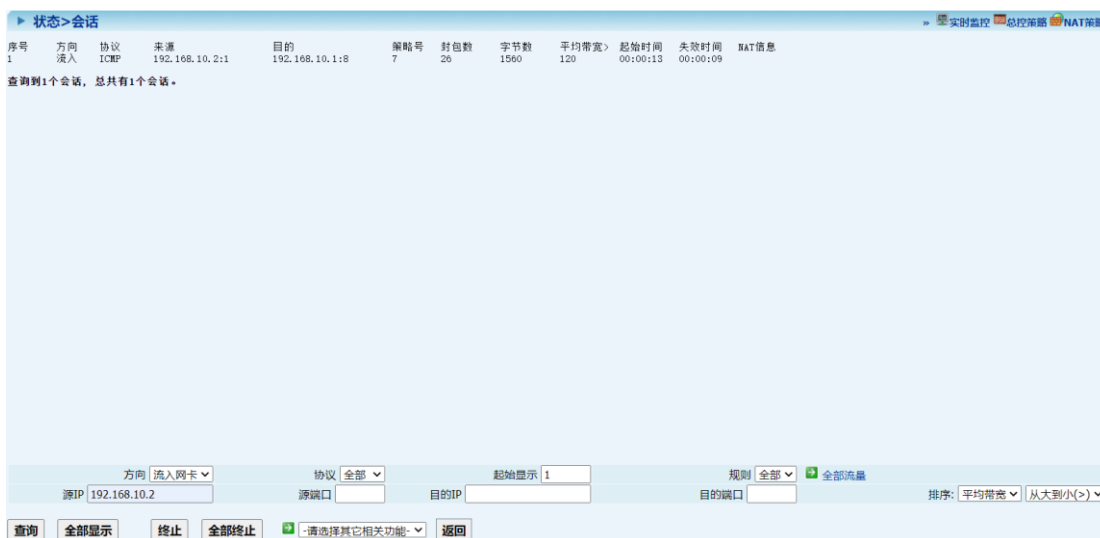 状态>会话 » 实时监控 总控策略 NAT策略
序号 方向 协议 来源 目的 策略号 封包数 字节数 平均带宽> 起始时间 失效时间 NAT信息
1 流入 ICMP 192.168.10.2:1 192.168.10.1:8 7 26 1560 120 00:00:13 00:00:09
查询到1个会话, 总共有1个会话。
方向 流入网卡 协议 全部 起始显示 1 规则 全部 全部流量
源IP 192.168.10.2 源端口 目的IP 目的端口 排序: 平均带宽 从大到小(>)
查询 全部显示 终止 全部终止 -请选择其它相关功能- 返回